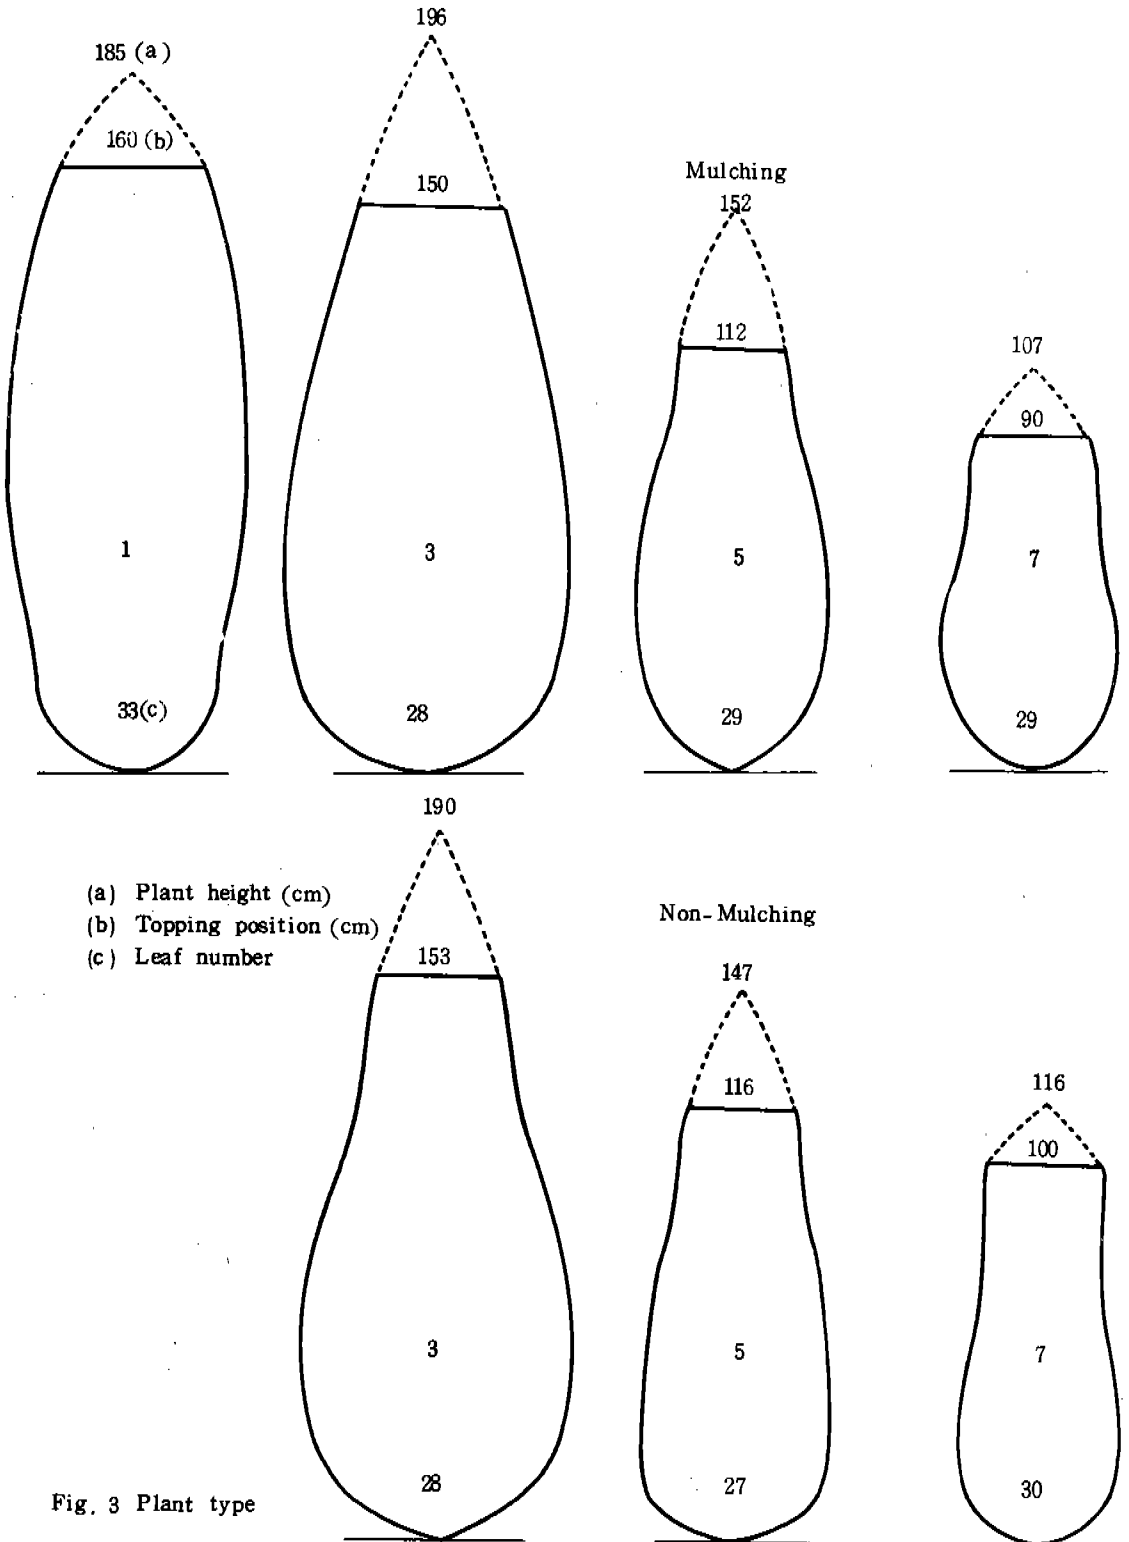 185 (a)
160 (b)
1
33(c)
196
150
3
28
Mulching
152
112
5
29
107
90
7
29
(a) Plant height (cm)
(b) Topping position (cm)
(c) Leaf number
190
153
3
28
Non-Mulching
147
116
5
27
116
100
7
30
Fig. 3 Plant type